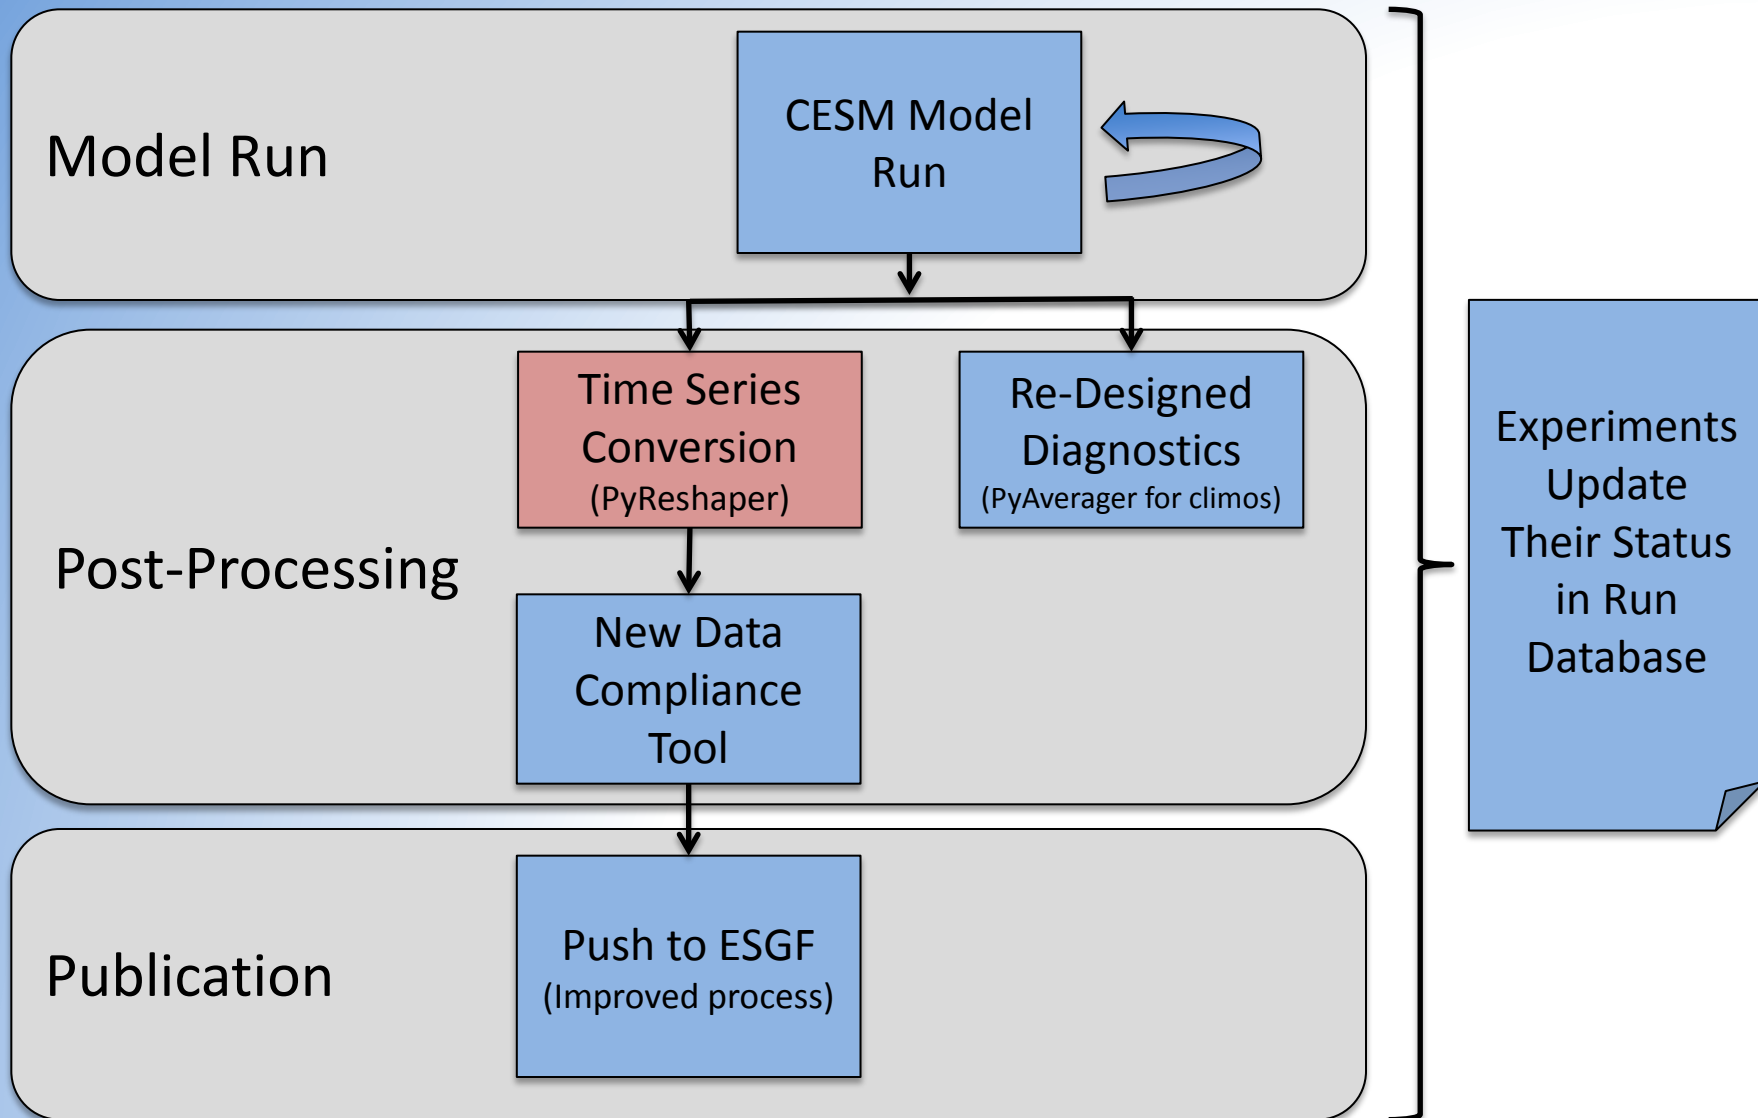 Model Run
CESM Model
Run
Post-Processing
Time Series
Conversion
(PyReshaper)
Re-Designed
Diagnostics
(PyAverager for climos)
New Data
Compliance
Tool
Publication
Push to ESGF
(Improved process)
Experiments
Update
Their Status
in Run
Database